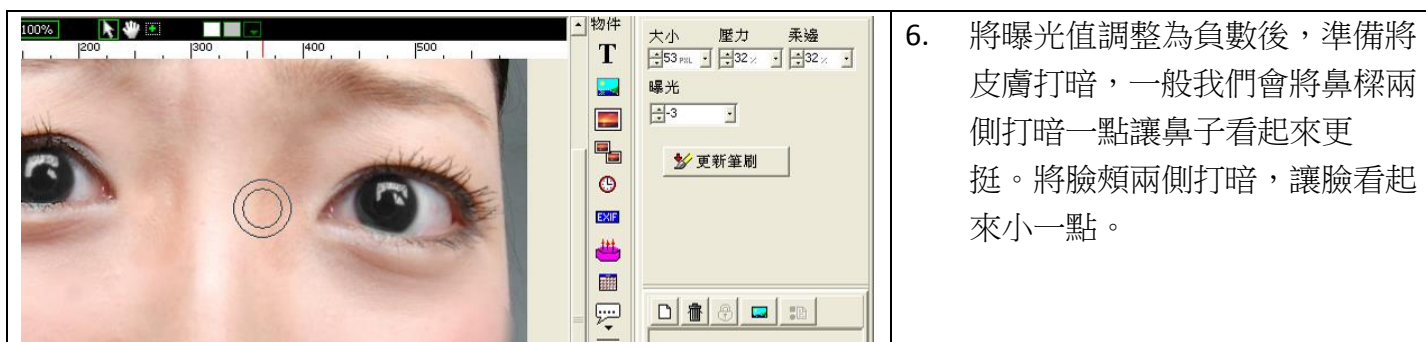 100%
200 300 400 500
物件
T
EXIF
大小 壓力 柔邊
53 PXL 32 % 32 %
曝光
-3
更新筆刷
6. 將曝光值調整為負數後，準備將
皮膚打暗，一般我們會將鼻樑兩
側打暗一點讓鼻子看起來更
挺。將臉頰兩側打暗，讓臉看起
來小一點。